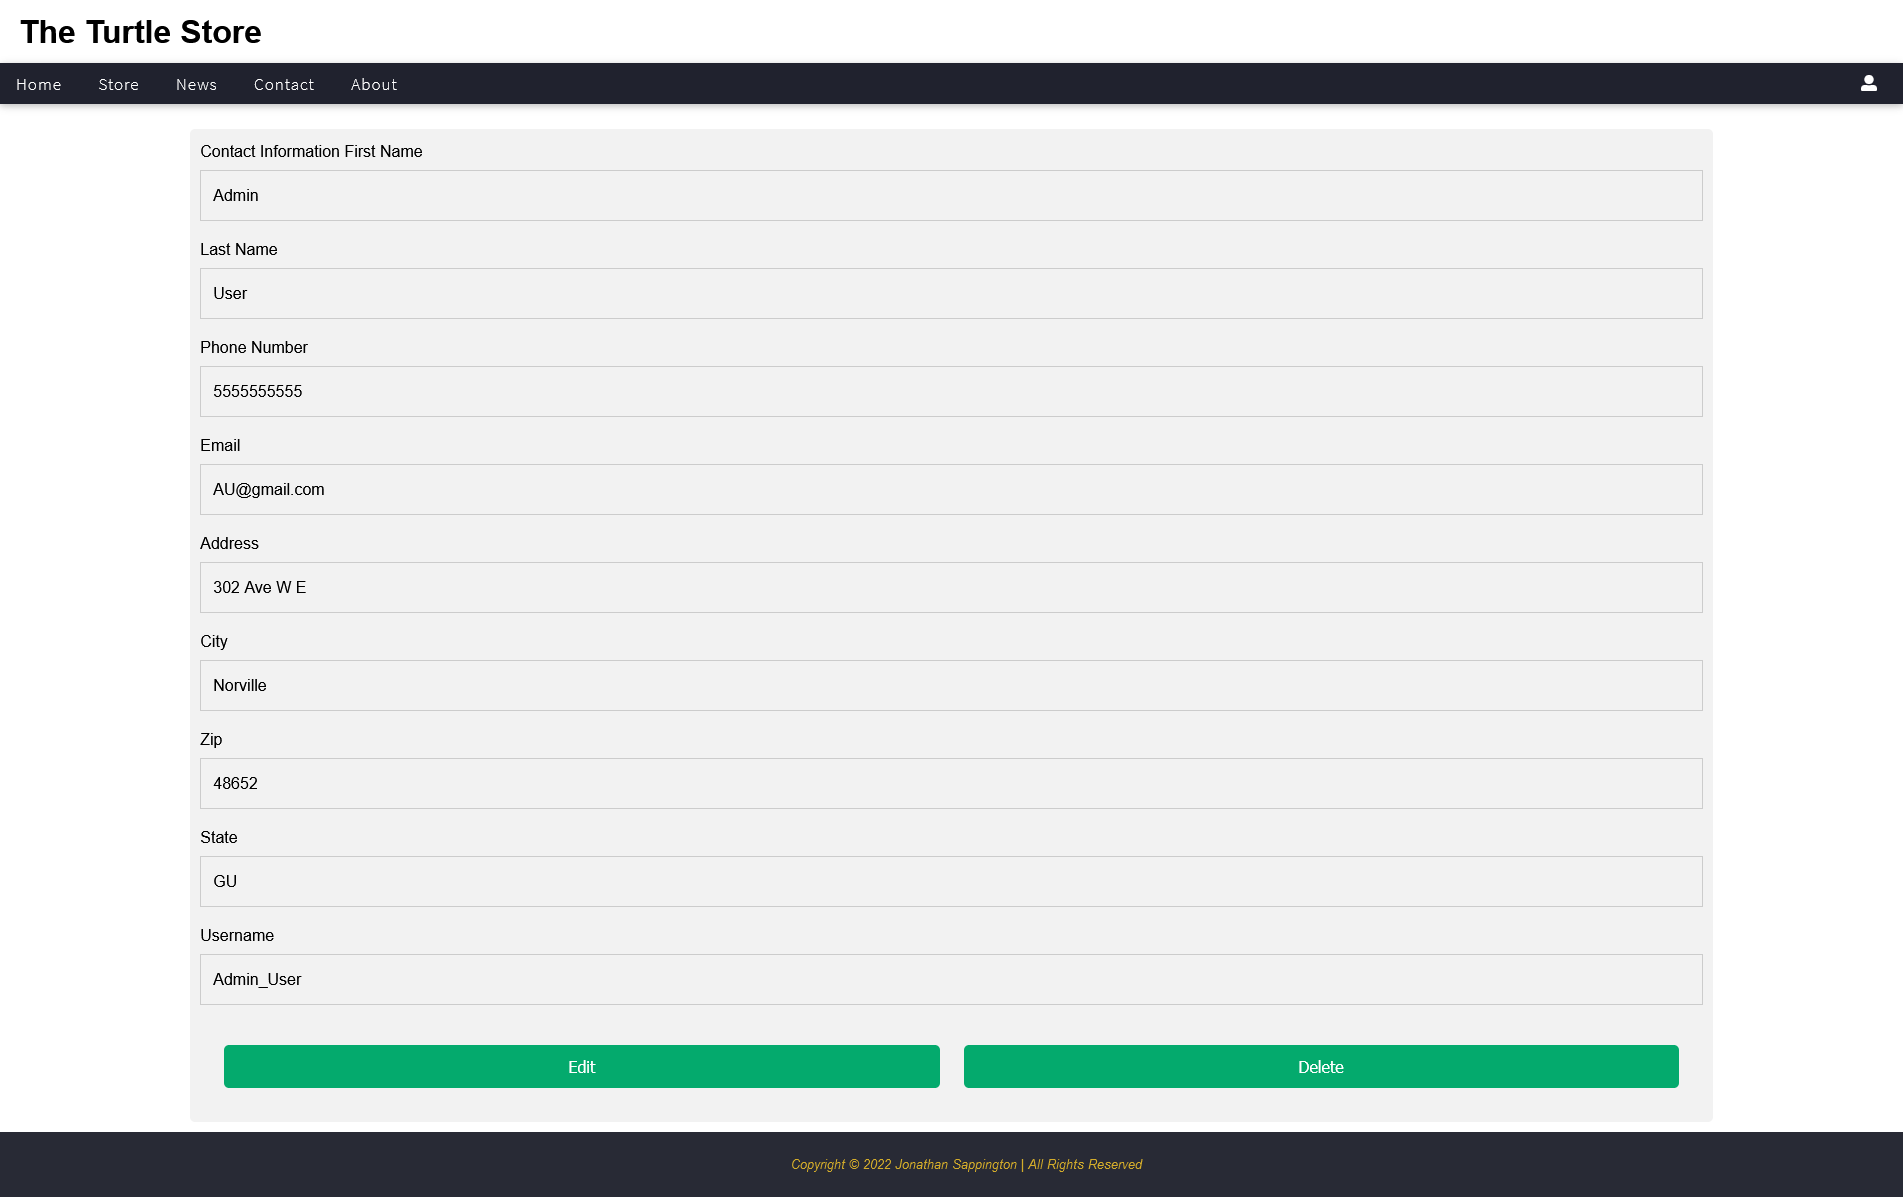 The Turtle Store
Home Store News Contact About
Contact Information First Name
Admin
Last Name
User
Phone Number
5555555555
Email
AU@gmail.com
Address
302 Ave W E
City
Norville
Zip
48652
State
GU
Username
Admin_User
Edit Delete
Copyright © 2022 Jonathan Sappington | All Rights Reserved